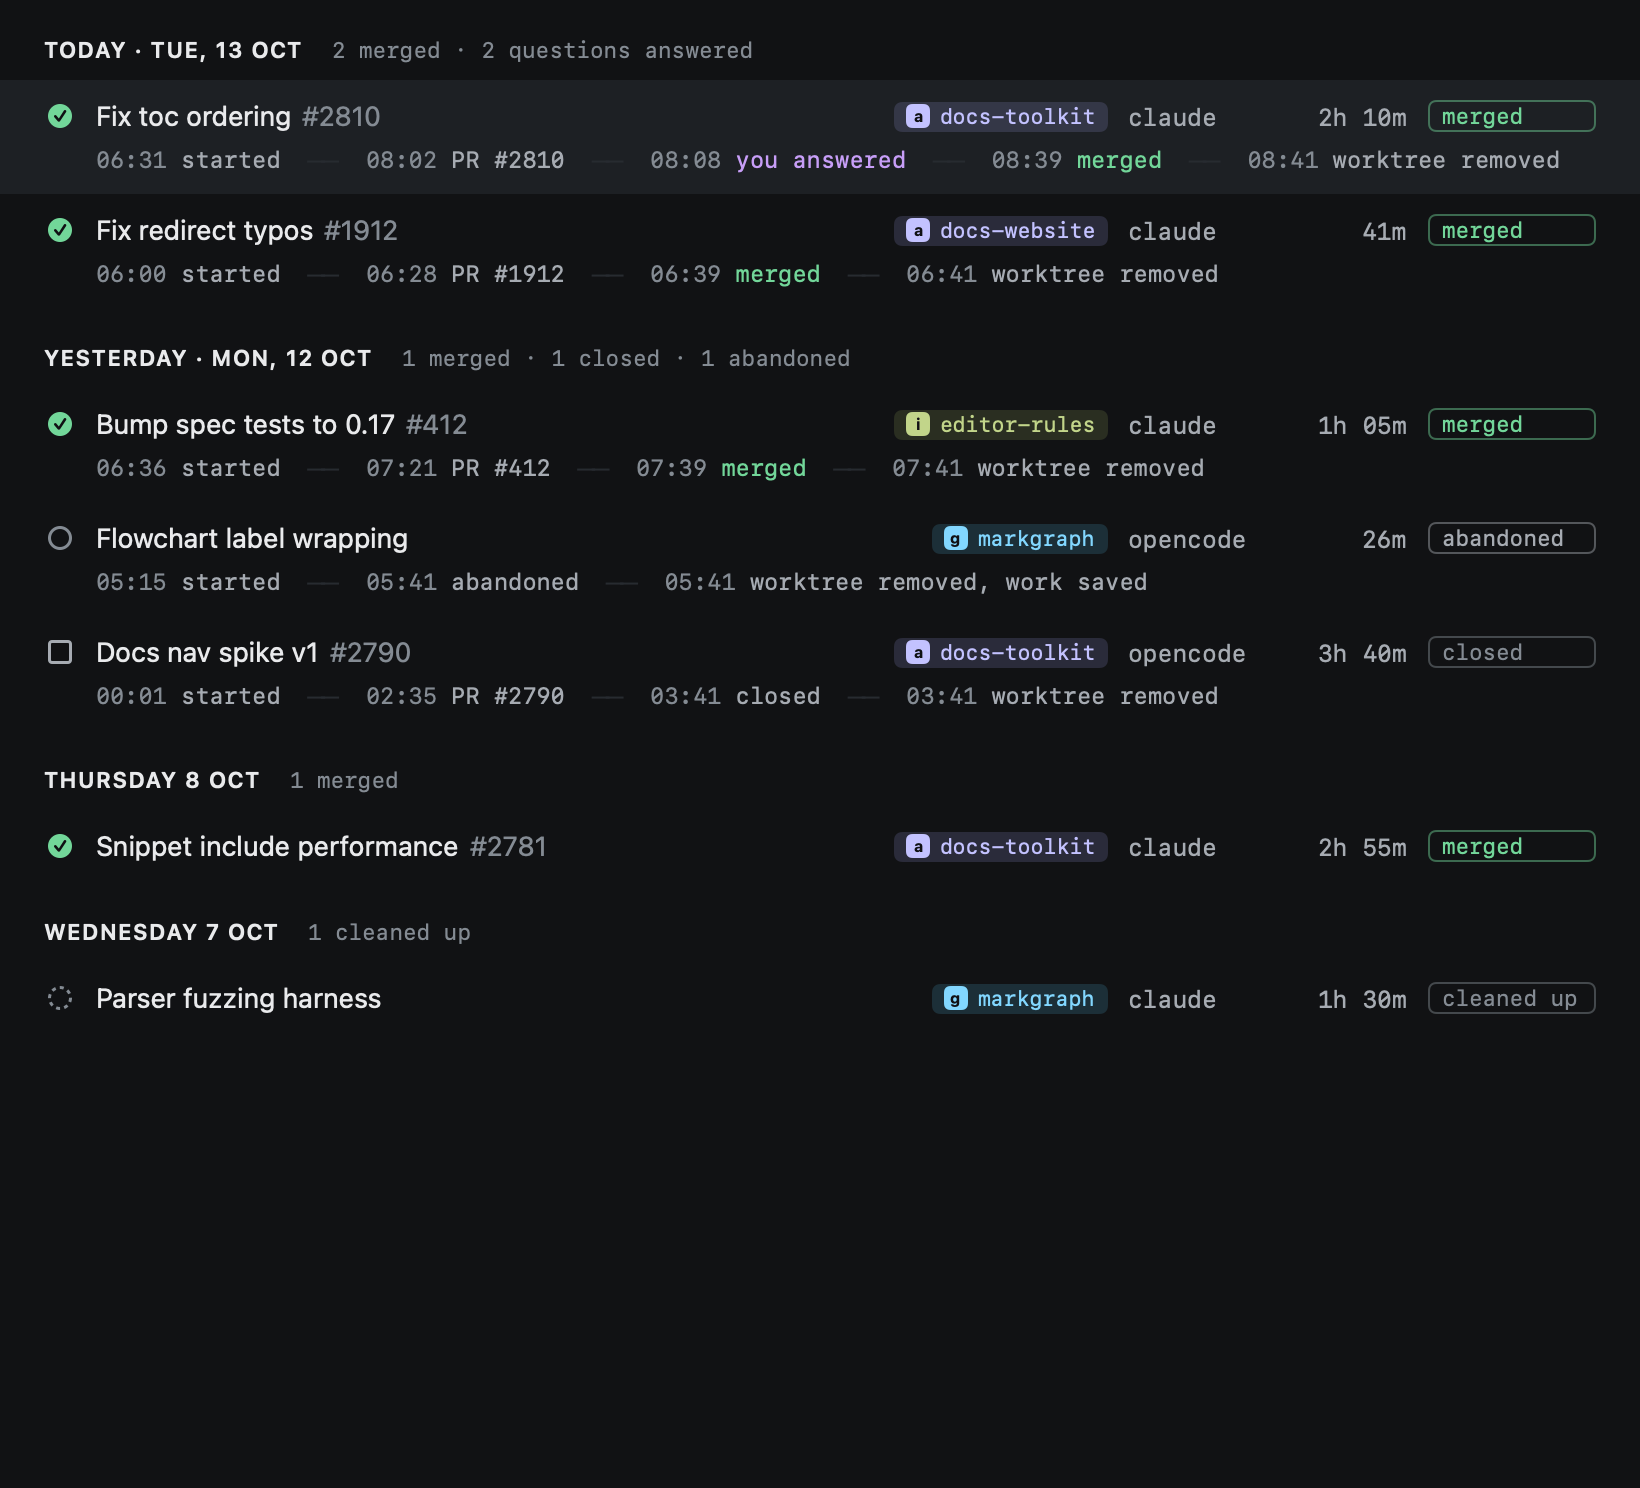 TODAY · TUE, 13 OCT 2 merged · 2 questions answered
Fix toc ordering #2810 a docs-toolkit claude 2h 10m merged
06:31 started 08:02 PR #2810 08:08 you answered 08:39 merged 08:41 worktree removed
Fix redirect typos #1912 a docs-website claude 41m merged
06:00 started 06:28 PR #1912 06:39 merged 06:41 worktree removed
YESTERDAY · MON, 12 OCT 1 merged · 1 closed · 1 abandoned
Bump spec tests to 0.17 #412 i editor-rules claude 1h 05m merged
06:36 started 07:21 PR #412 07:39 merged 07:41 worktree removed
Flowchart label wrapping g markgraph opencode 26m abandoned
05:15 started 05:41 abandoned 05:41 worktree removed, work saved
Docs nav spike v1 #2790 a docs-toolkit opencode 3h 40m closed
00:01 started 02:35 PR #2790 03:41 closed 03:41 worktree removed
THURSDAY 8 OCT 1 merged
Snippet include performance #2781 a docs-toolkit claude 2h 55m merged
WEDNESDAY 7 OCT 1 cleaned up
Parser fuzzing harness g markgraph claude 1h 30m cleaned up